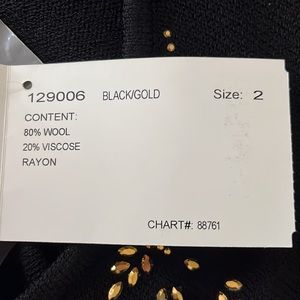 129006 BLACK/GOLD Size: 2
CONTENT:
80% WOOL
20% VISCOSE
RAYON
CHART#: 88761